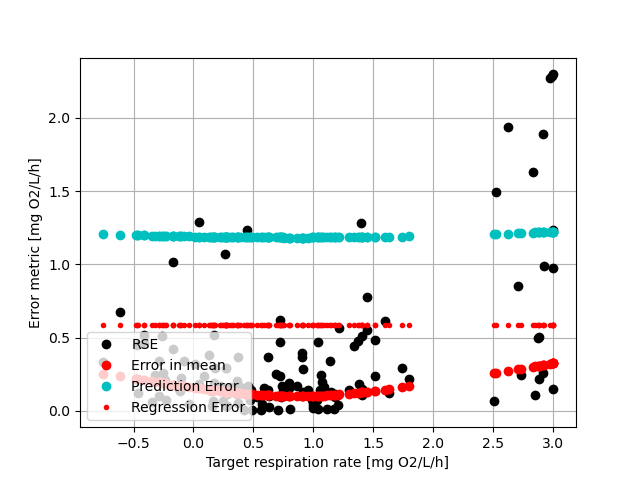 Error metric [mg O2/L/h]
2.0
1.5
1.0
0.5
0.0
RSE
Error in mean
Prediction Error
Regression Error
−0.5 0.0 0.5 1.0 1.5 2.0 2.5 3.0
Target respiration rate [mg O2/L/h]